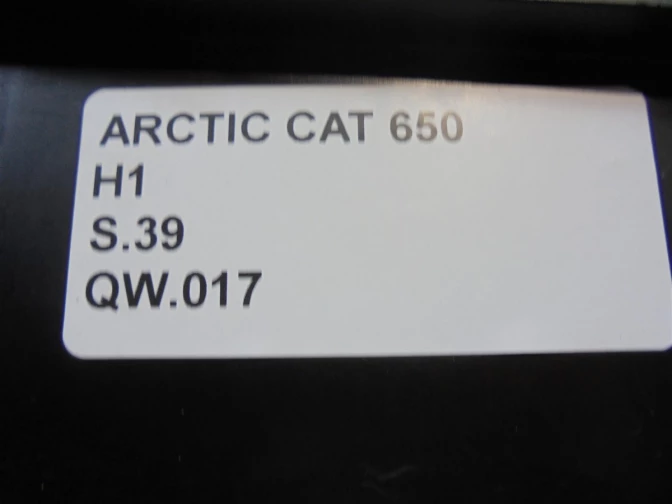 ARCTIC CAT 650
H1
S.39
QW.017